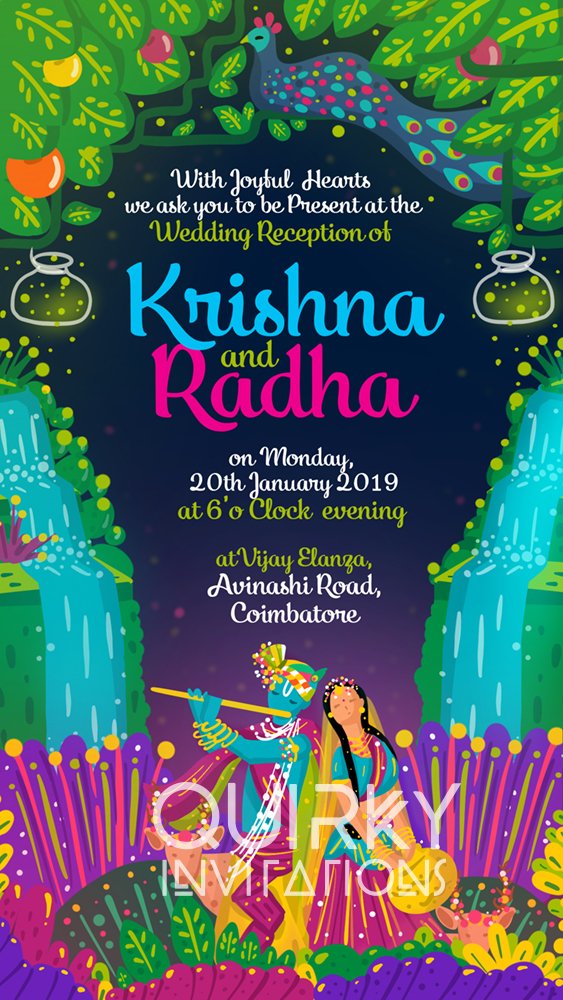 With Joyful Hearts
we ask you to be Present at the
Wedding Reception of
Krishna
and
Radha
on Monday,
20th January 2019
at 6'o Clock evening
at Vijay Elanza,
Avinashi Road,
Coimbatore
QUIRKY
INVITATIONS